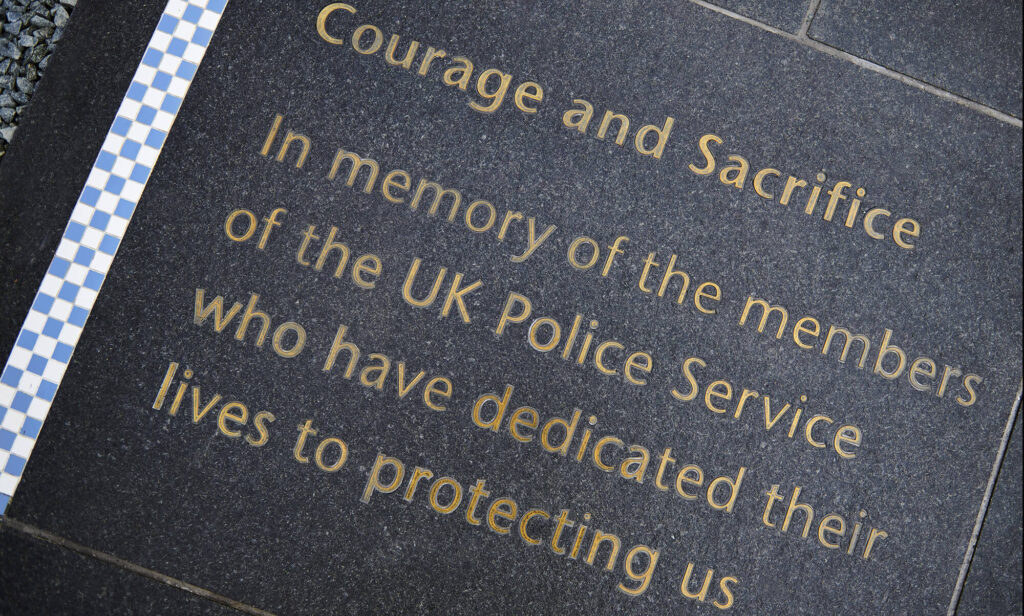 Courage and Sacrifice
In memory of the members
of the UK Police Service
who have dedicated their
lives to protecting us